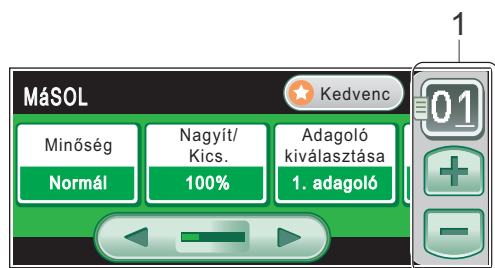 1
MáSOL
Kedvenc
01
Minőség
Normál
Nagyít/
Kics.
100%
Adagoló
kiválasztása
1. adagoló
+
−